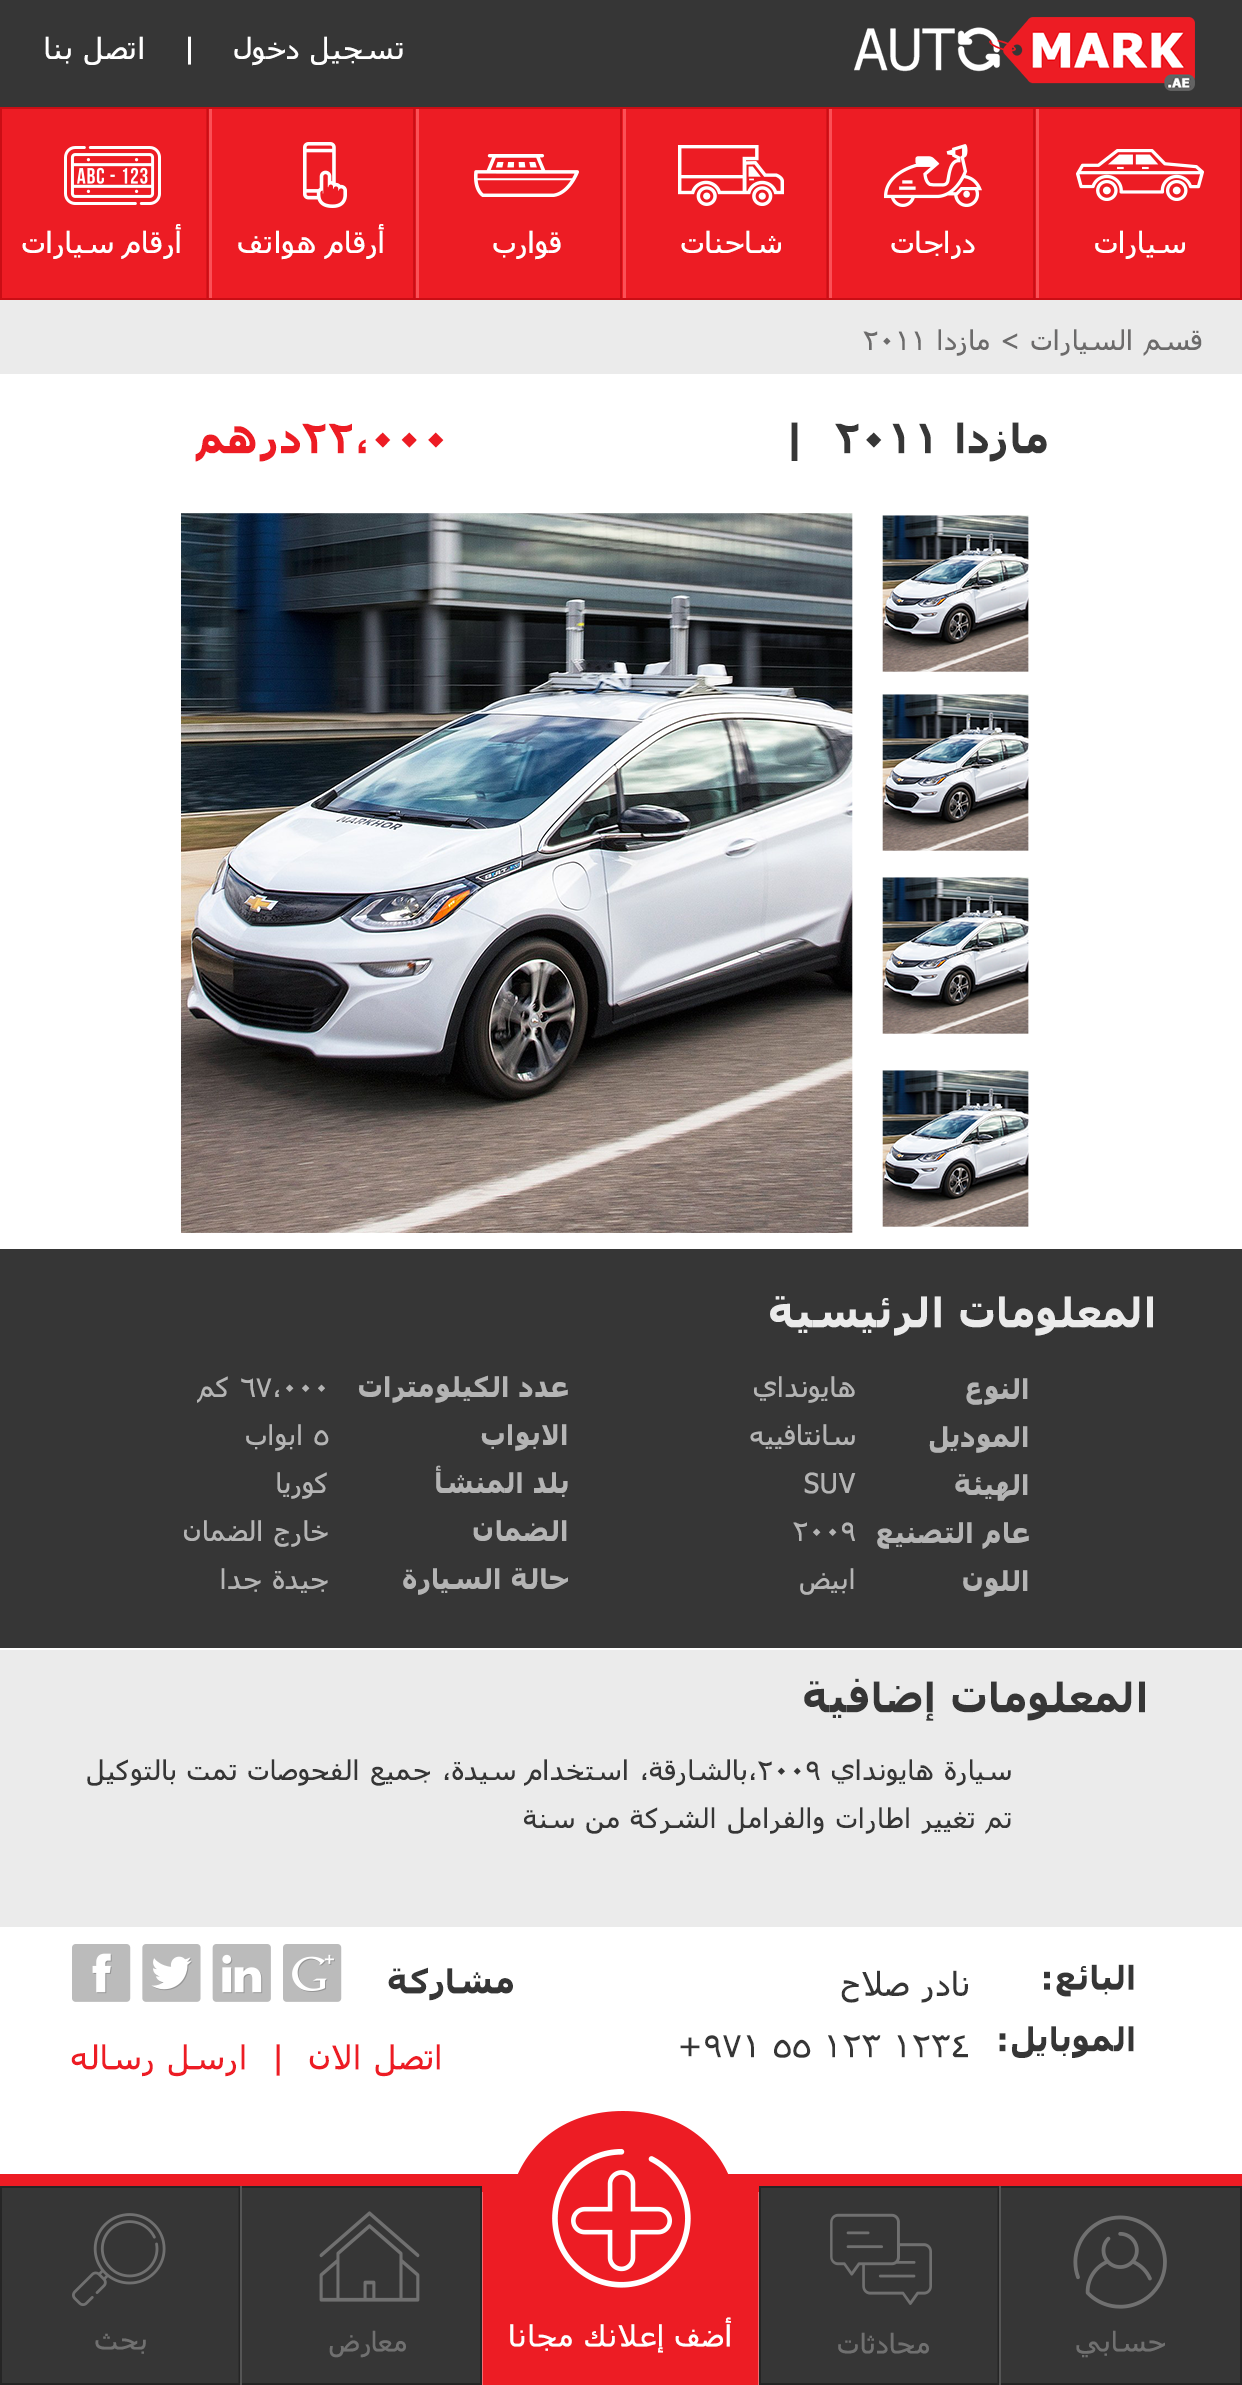 AUTO MARK .AE
تسجيل دخول | اتصل بنا
سيارات
دراجات
شاحنات
قوارب
أرقام هواتف
ABC - 123
أرقام سيارات
قسم السيارات > مازدا ٢٠١١
مازدا ٢٠١١ | ٢٢،٠٠٠درهم
المعلومات الرئيسية
النوع هايونداي عدد الكيلومترات ٦٧،٠٠٠ كم
الموديل سانتافييه الابواب ٥ ابواب
الهيئة SUV بلد المنشأ كوريا
عام التصنيع ٢٠٠٩ الضمان خارج الضمان
اللون ابيض حالة السيارة جيدة جدا
المعلومات إضافية
سيارة هايونداي ٢٠٠٩،بالشارقة، استخدام سيدة، جميع الفحوصات تمت بالتوكيل
تم تغيير اطارات والفرامل الشركة من سنة
البائع: نادر صلاح مشاركة
الموبايل: +٩٧١ ٥٥ ١٢٣ ١٢٣٤
اتصل الان | ارسل رساله
حسابي
محادثات
أضف إعلانك مجانا
معارض
بحث